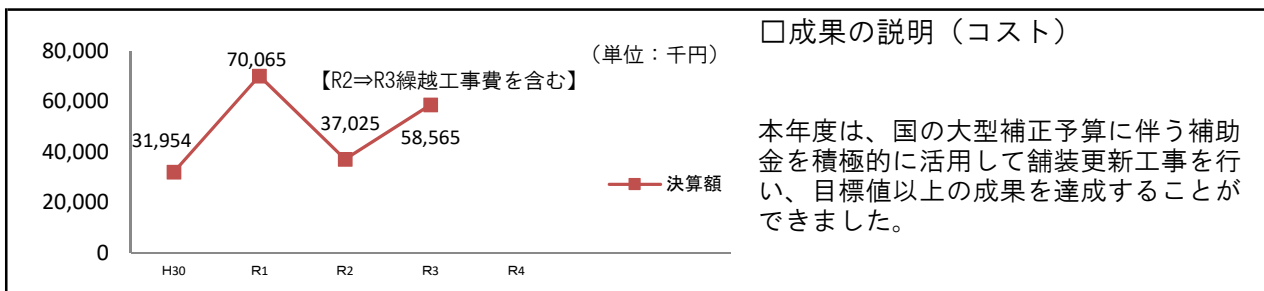 80,000
60,000
40,000
20,000
0
(単位:千円)
70,065
【R2⇒R3繰越工事費を含む】
31,954
37,025
58,565
決算額
H30 R1 R2 R3 R4
□成果の説明(コスト)
本年度は、国の大型補正予算に伴う補助
金を積極的に活用して舗装更新工事を行
い、目標値以上の成果を達成することが
できました。